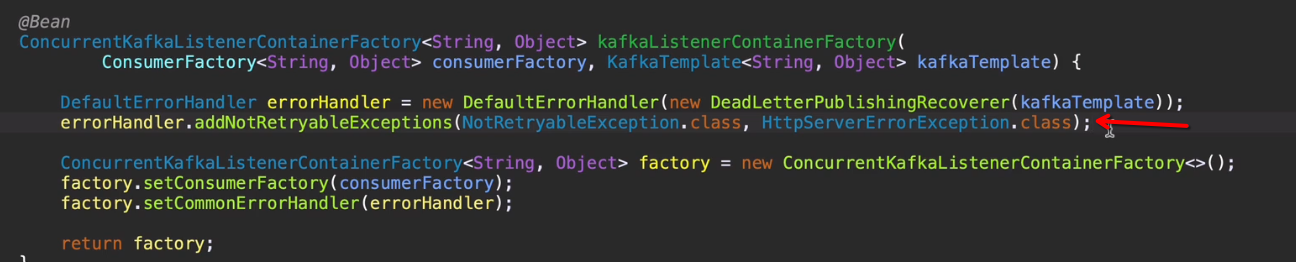 @Bean
ConcurrentKafkaListenerContainerFactory<String, Object> kafkaListenerContainerFactory(
        ConsumerFactory<String, Object> consumerFactory, KafkaTemplate<String, Object> kafkaTemplate) {
    DefaultErrorHandler errorHandler = new DefaultErrorHandler(new DeadLetterPublishingRecoverer(kafkaTemplate));
    errorHandler.addNotRetryableExceptions(NotRetryableException.class, HttpServerErrorException.class);
    ConcurrentKafkaListenerContainerFactory<String, Object> factory = new ConcurrentKafkaListenerContainerFactory<>();
    factory.setConsumerFactory(consumerFactory);
    factory.setCommonErrorHandler(errorHandler);
    return factory;
}